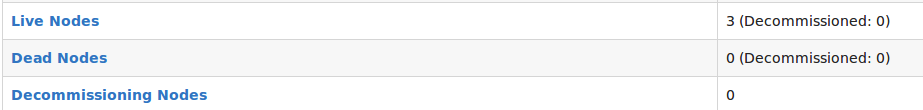 Live Nodes 3 (Decommissioned: 0)
Dead Nodes 0 (Decommissioned: 0)
Decommissioning Nodes 0